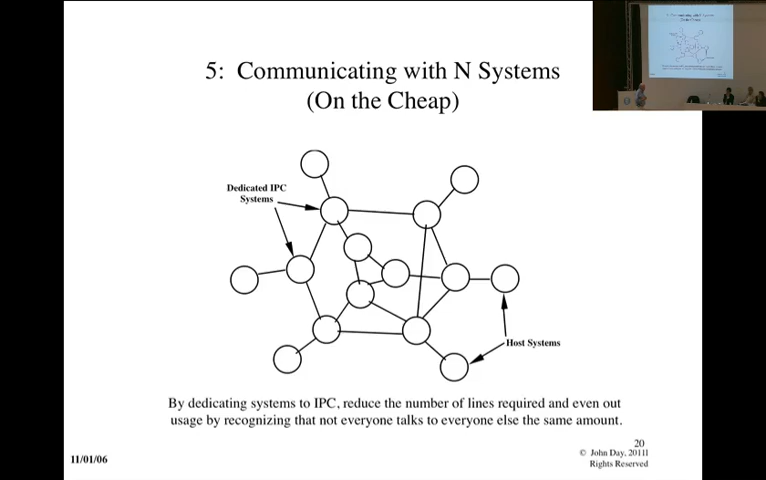 5: Communicating with N Systems
(On the Cheap)
Dedicated IPC
Systems
Host Systems
By dedicating systems to IPC, reduce the number of lines required and even out
usage by recognizing that not everyone talks to everyone else the same amount.
20
© John Day, 20111
Rights Reserved
11/01/06